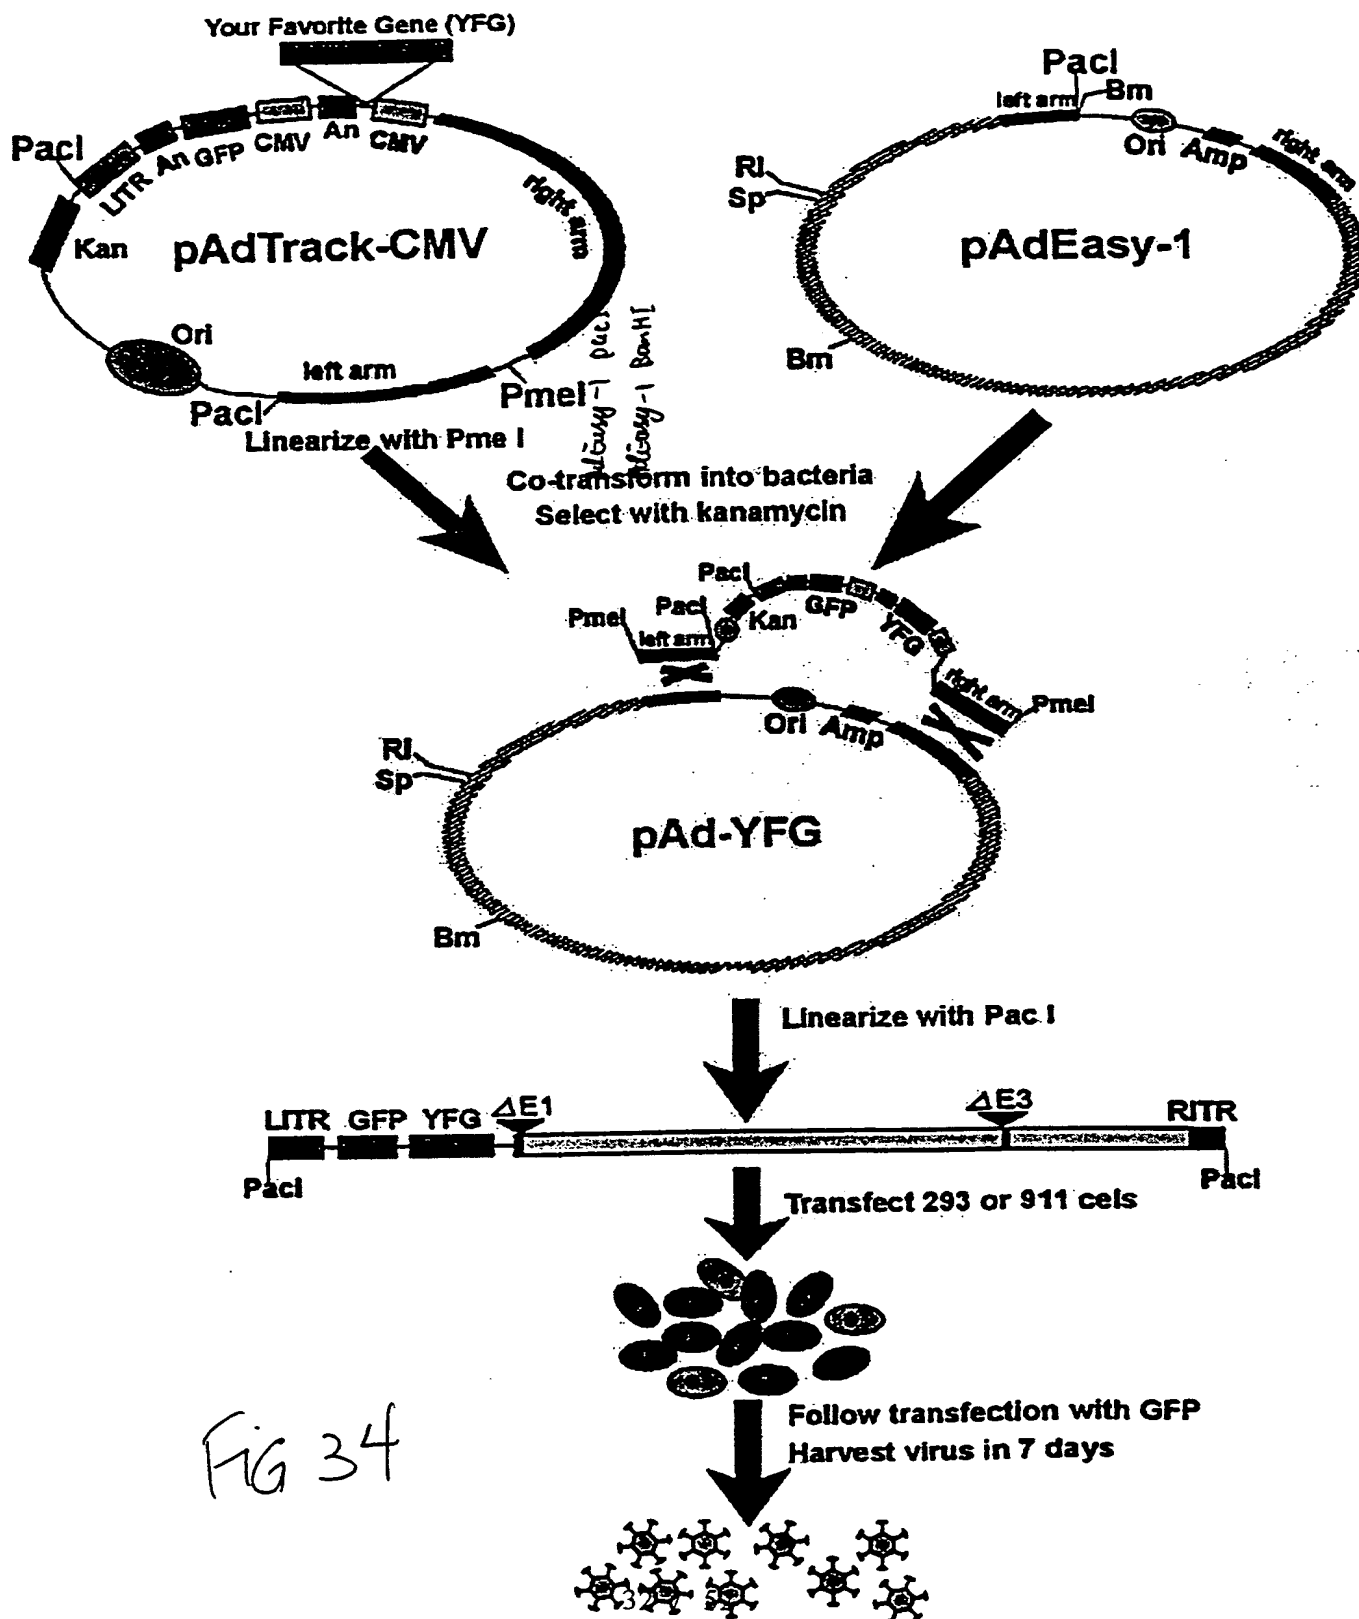 Your Favorite Gene (YFG)
PacI
LITR
An
GFP
CMV
An
CMV
right arm
Kan
pAdTrack-CMV
Ori
left arm
PacI
PmeI
Linearize with Pme I
PacI
BamHI
PacI
left arm
Bm
Ori
Amp
right arm
RI
Sp
pAdEasy-1
Bm
Co-transform into bacteria
Select with kanamycin
PacI
PmeI
PacI
left arm
Kan
GFP
YFG
right arm
PmeI
Ori
Amp
RI
Sp
pAd-YFG
Bm
Linearize with Pac I
LITR
GFP
YFG
ΔE1
ΔE3
RITR
PacI
PacI
Transfect 293 or 911 cels
Follow transfection with GFP
Harvest virus in 7 days
FIG 34